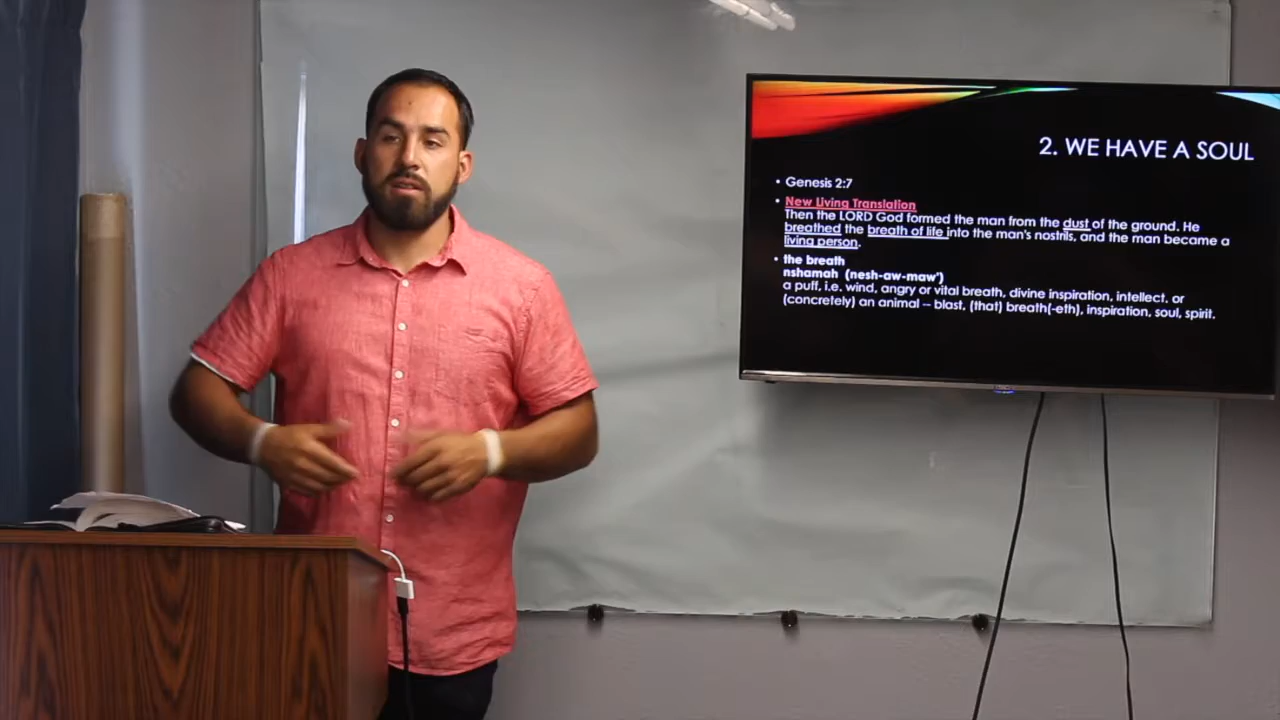 2. WE HAVE A SOUL
• Genesis 2:7
• New Living Translation
Then the LORD God formed the man from the dust of the ground. He
breathed the breath of life into the man's nostrils, and the man became a
living person.
• the breath
nshamah (nesh-aw-maw')
a puff, i.e. wind, angry or vital breath, divine inspiration, intellect. or
(concretely) an animal -- blast, (that) breath(-eth), inspiration, soul, spirit.